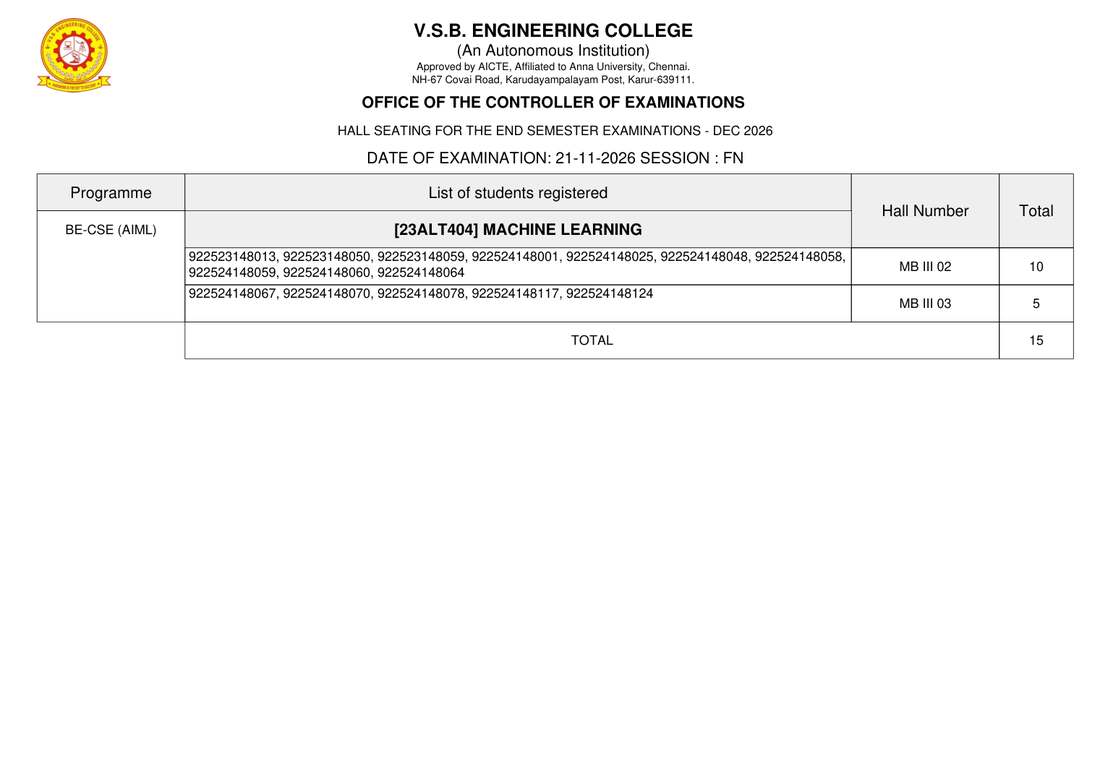 V.S.B. ENGINEERING COLLEGE
(An Autonomous Institution)
Approved by AICTE, Affiliated to Anna University, Chennai.
NH-67 Covai Road, Karudayampalayam Post, Karur-639111.
OFFICE OF THE CONTROLLER OF EXAMINATIONS
HALL SEATING FOR THE END SEMESTER EXAMINATIONS - DEC 2026
DATE OF EXAMINATION: 21-11-2026 SESSION : FN
Programme
List of students registered
Hall Number
Total
BE-CSE (AIML)
[23ALT404] MACHINE LEARNING
922523148013, 922523148050, 922523148059, 922524148001, 922524148025, 922524148048, 922524148058,
922524148059, 922524148060, 922524148064
MB III 02
10
922524148067, 922524148070, 922524148078, 922524148117, 922524148124
MB III 03
5
TOTAL
15